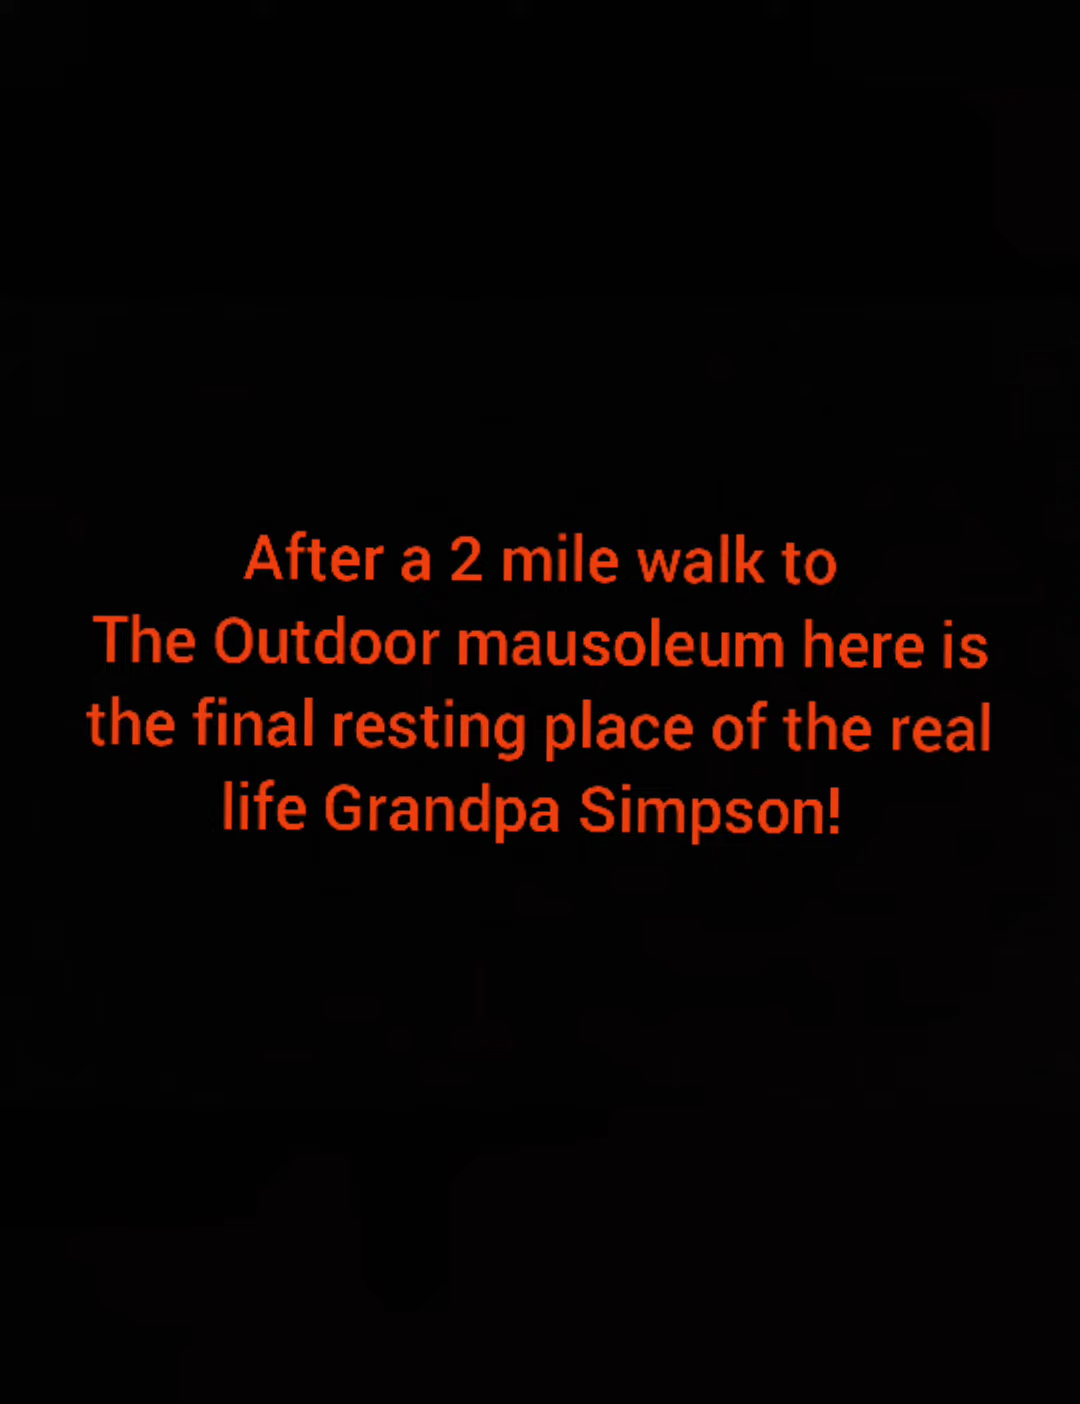 After a 2 mile walk to
The Outdoor mausoleum here is
the final resting place of the real
life Grandpa Simpson!